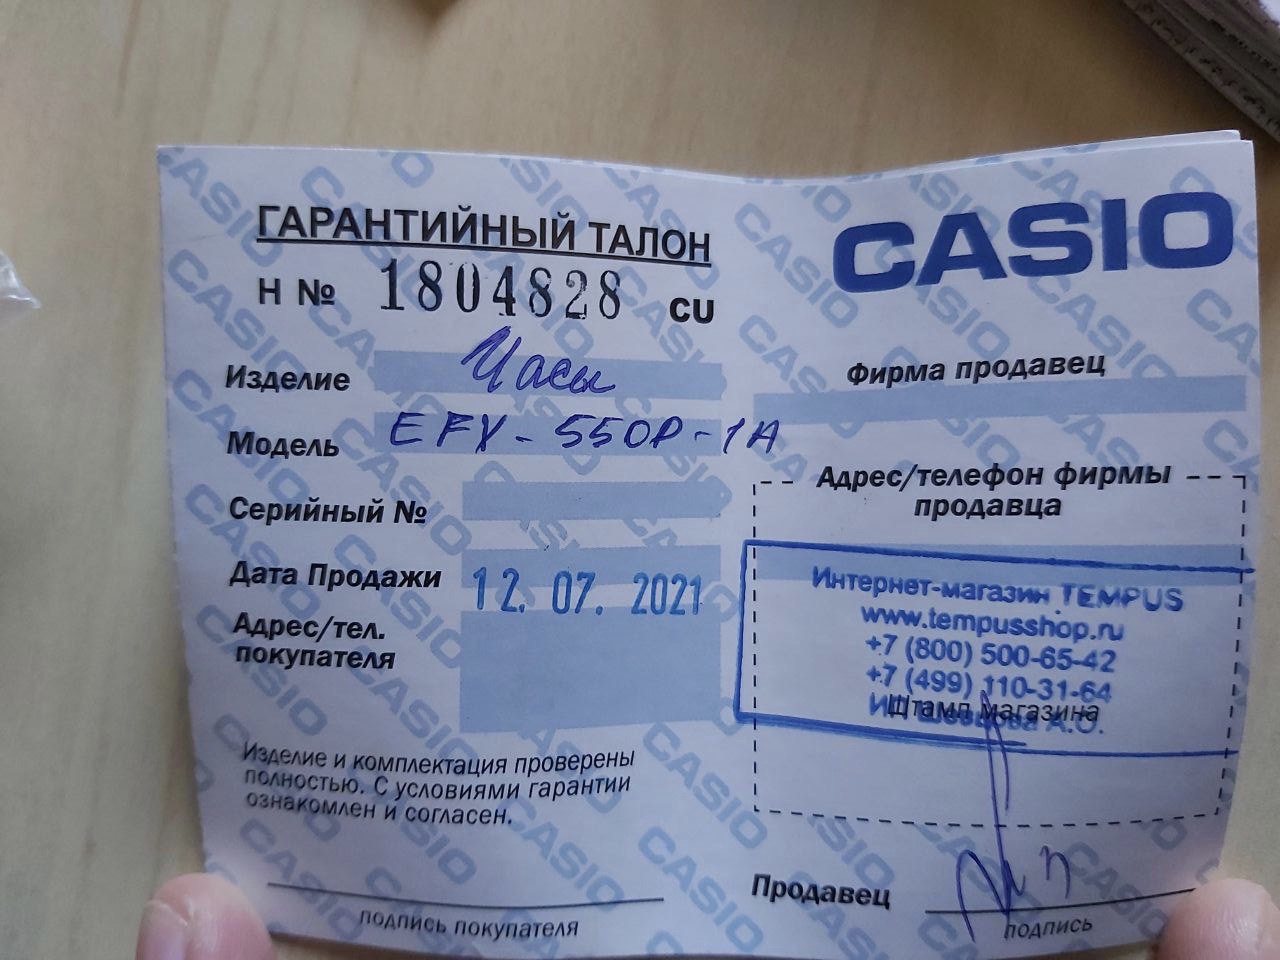 ГАРАНТИЙНЫЙ ТАЛОН
CASIO
Н № 1804828 CU
Изделие Часы
Модель EFX-550P-1A
Серийный №
Дата Продажи 12. 07. 2021
Адрес/тел.
покупателя
Изделие и комплектация проверены
полностью. С условиями гарантии
ознакомлен и согласен.
подпись покупателя
Фирма продавец
Адрес/телефон фирмы
продавца
Интернет-магазин TEMPUS
www.tempusshop.ru
+7 (800) 500-65-42
+7 (499) 110-31-64
Штамп магазина
А.О.
Продавец
подпись